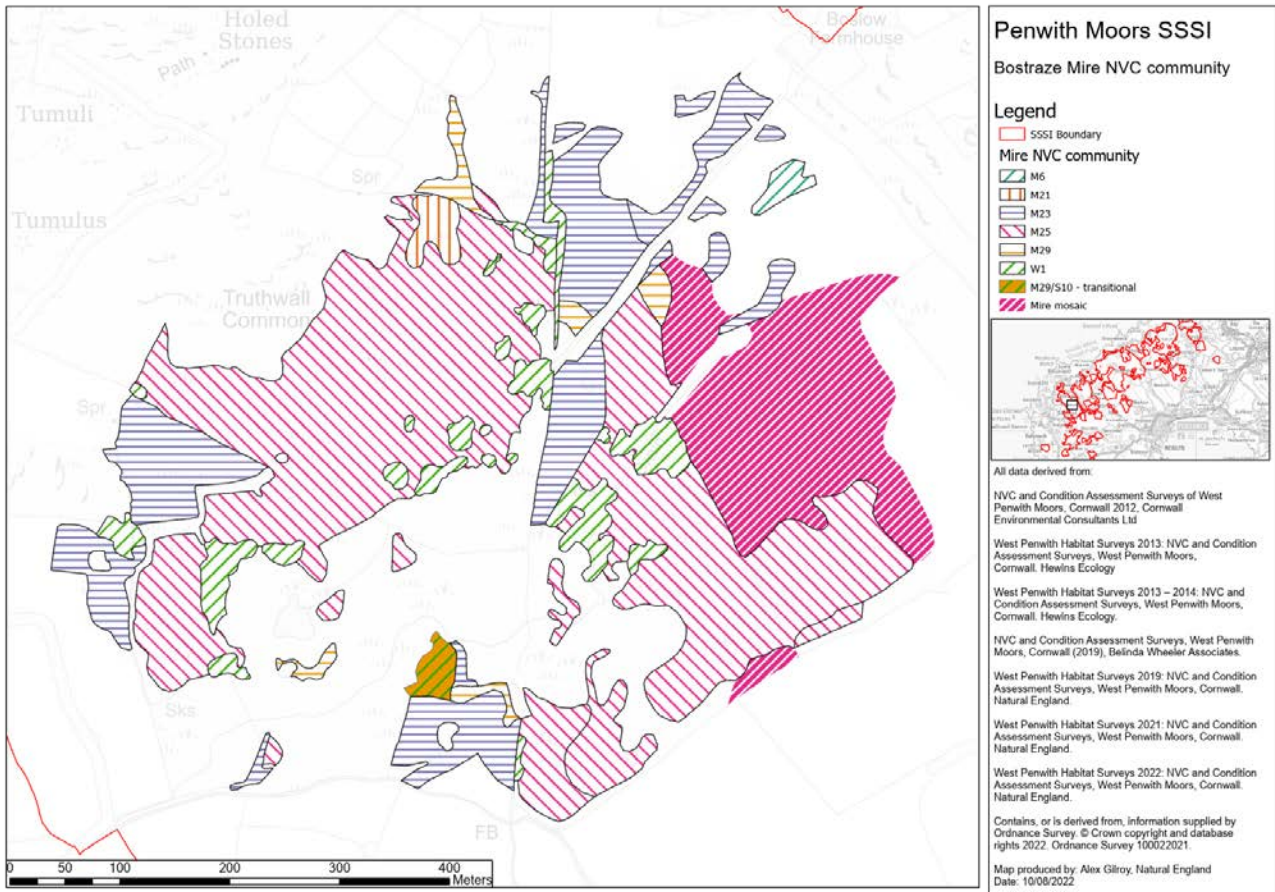 Holed
Stones
Path
Boslow
Farmhouse
Tumuli
Spr
Tumulus
Truthwall
Common
Spr
Sks
FB
0 50 100 200 300 400
Meters
Penwith Moors SSSI
Bostraze Mire NVC community
Legend
SSSI Boundary
Mire NVC community
M6
M21
M23
M25
M29
W1
M29/S10 - transitional
Mire mosaic
All data derived from:
NVC and Condition Assessment Surveys of West
Penwith Moors, Cornwall 2012, Cornwall
Environmental Consultants Ltd
West Penwith Habitat Surveys 2013: NVC and Condition
Assessment Surveys, West Penwith Moors,
Cornwall. Hewins Ecology
West Penwith Habitat Surveys 2013 – 2014: NVC and
Condition Assessment Surveys, West Penwith Moors,
Cornwall. Hewins Ecology.
NVC and Condition Assessment Surveys, West Penwith
Moors, Cornwall (2019), Belinda Wheeler Associates.
West Penwith Habitat Surveys 2019: NVC and Condition
Assessment Surveys, West Penwith Moors, Cornwall.
Natural England.
West Penwith Habitat Surveys 2021: NVC and Condition
Assessment Surveys, West Penwith Moors, Cornwall.
Natural England.
West Penwith Habitat Surveys 2022: NVC and Condition
Assessment Surveys, West Penwith Moors, Cornwall.
Natural England.
Contains, or is derived from, information supplied by
Ordnance Survey. © Crown copyright and database
rights 2022. Ordnance Survey 100022021.
Map produced by: Alex Gilroy, Natural England
Date: 10/08/2022